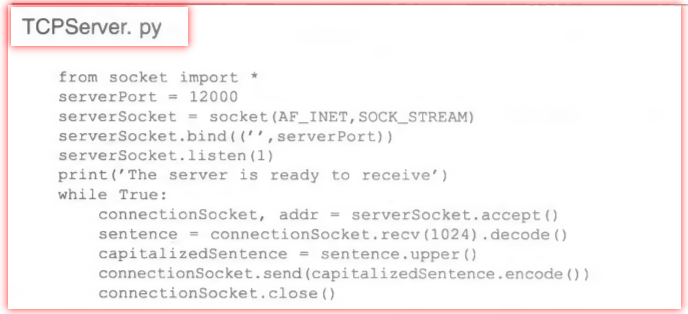 TCPServer. py
from socket import *
serverPort = 12000
serverSocket = socket(AF_INET,SOCK_STREAM)
serverSocket.bind(('',serverPort))
serverSocket.listen(1)
print('The server is ready to receive')
while True:
    connectionSocket, addr = serverSocket.accept()
    sentence = connectionSocket.recv(1024).decode()
    capitalizedSentence = sentence.upper()
    connectionSocket.send(capitalizedSentence.encode())
    connectionSocket.close()